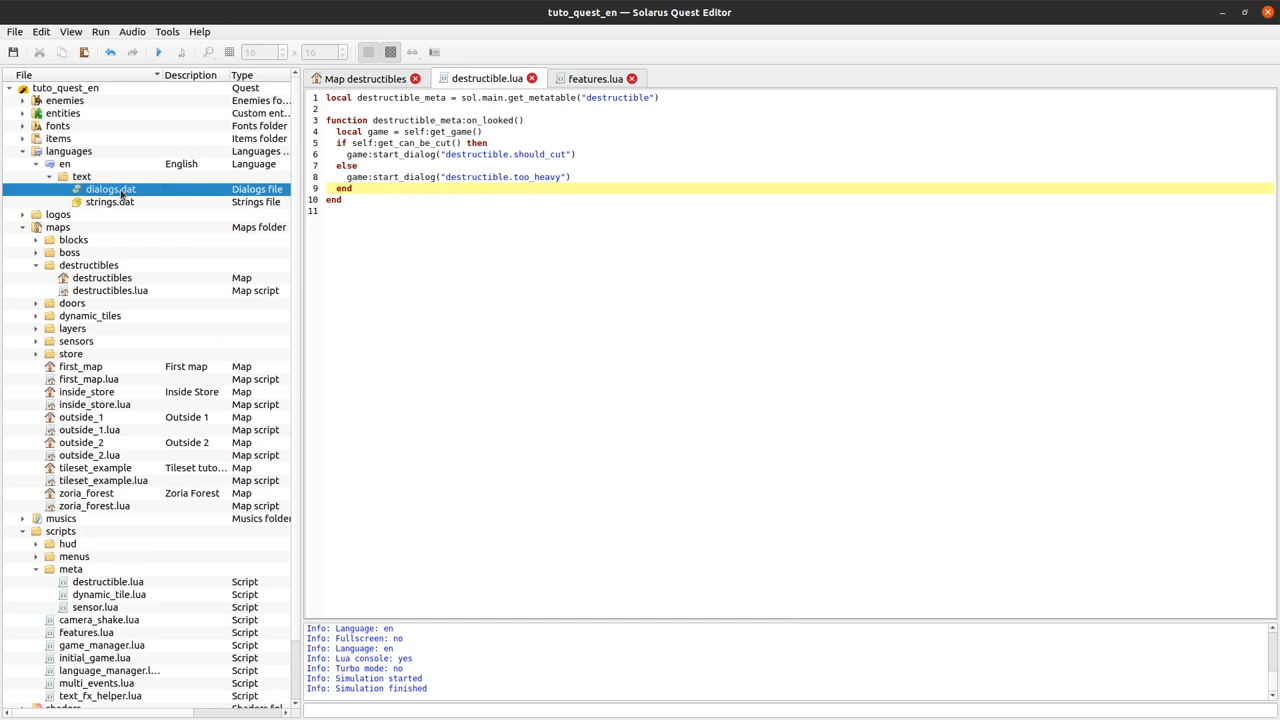 tuto_quest_en — Solarus Quest Editor
File Edit View Run Audio Tools Help
16 x 16
File Description Type
tuto_quest_en Quest
enemies Enemies fo...
entities Custom ent...
fonts Fonts folder
items Items folder
languages Languages ...
en English Language
text
dialogs.dat Dialogs file
strings.dat Strings file
logos
maps Maps folder
blocks
boss
destructibles
destructibles Map
destructibles.lua Map script
doors
dynamic_tiles
layers
sensors
store
first_map First map Map
first_map.lua Map script
inside_store Inside Store Map
inside_store.lua Map script
outside_1 Outside 1 Map
outside_1.lua Map script
outside_2 Outside 2 Map
outside_2.lua Map script
tileset_example Tileset tuto... Map
tileset_example.lua Map script
zoria_forest Zoria Forest Map
zoria_forest.lua Map script
musics Musics folder
scripts Scripts folder
hud
menus
meta
destructible.lua Script
dynamic_tile.lua Script
sensor.lua Script
camera_shake.lua Script
features.lua Script
game_manager.lua Script
initial_game.lua Script
language_manager.l... Script
multi_events.lua Script
text_fx_helper.lua Script
Map destructibles destructible.lua features.lua
1 local destructible_meta = sol.main.get_metatable("destructible")
2
3 function destructible_meta:on_looked()
4 local game = self:get_game()
5 if self:get_can_be_cut() then
6 game:start_dialog("destructible.should_cut")
7 else
8 game:start_dialog("destructible.too_heavy")
9 end
10 end
11
Info: Language: en
Info: Fullscreen: no
Info: Language: en
Info: Lua console: yes
Info: Turbo mode: no
Info: Simulation started
Info: Simulation finished